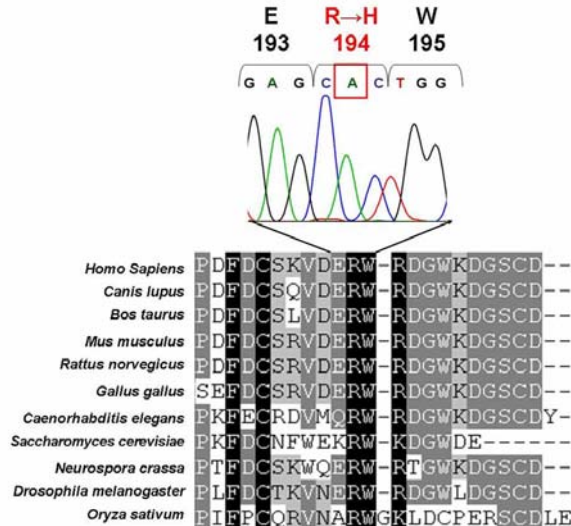 E R→H W
193 194 195
G A G C A C T G G
Homo Sapiens PDFDCSKVDERW-RDGWKDGSCD--
Canis lupus PDFDCSQVDERW-RDGWKDGSCD--
Bos taurus PDFDCSLVDERW-RDGWKDGSCD--
Mus musculus PDFDCSRVDERW-RDGWKDGSCD--
Rattus norvegicus PDFDCSRVDERW-RDGWKDGSCD--
Gallus gallus SEFDCSRVDERW-RDGWKDGSCD--
Caenorhabditis elegans PKFECRDVMQRW-RDGWKDGSCDY-
Saccharomyces cerevisiae PKFDCNFWEKRW-KDGWDE------
Neurospora crassa PTFDCSKWQERW-RTGWKDGSCD--
Drosophila melanogaster PLFDCTKVNERW-RDGWLDGSCD--
Oryza sativum PIFPCQRVNARWGKLDCPERSCLE